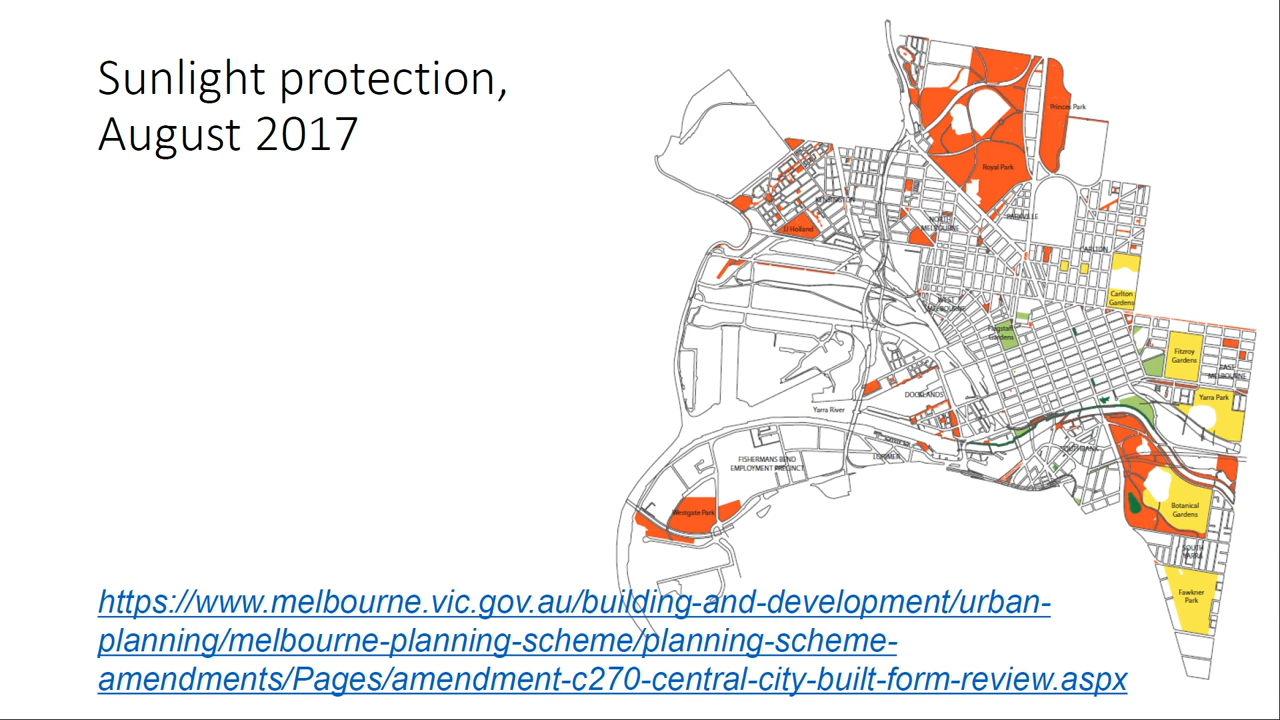 Sunlight protection,
August 2017
Princes Park
Royal Park
KENSINGTON
JJ Holland
NORTH
MELBOURNE
PARKVILLE
CARLTON
Carlton
Gardens
WEST
MELBOURNE
Flagstaff
Gardens
Fitzroy
Gardens
EAST
MELBOURNE
DOCKLANDS
Yarra Park
Yarra River
SOUTHBANK
LORIMER
FISHERMANS BEND
EMPLOYMENT PRECINCT
Westgate Park
Botanical
Gardens
SOUTH
YARRA
Fawkner
Park
https://www.melbourne.vic.gov.au/building-and-development/urban-
planning/melbourne-planning-scheme/planning-scheme-
amendments/Pages/amendment-c270-central-city-built-form-review.aspx